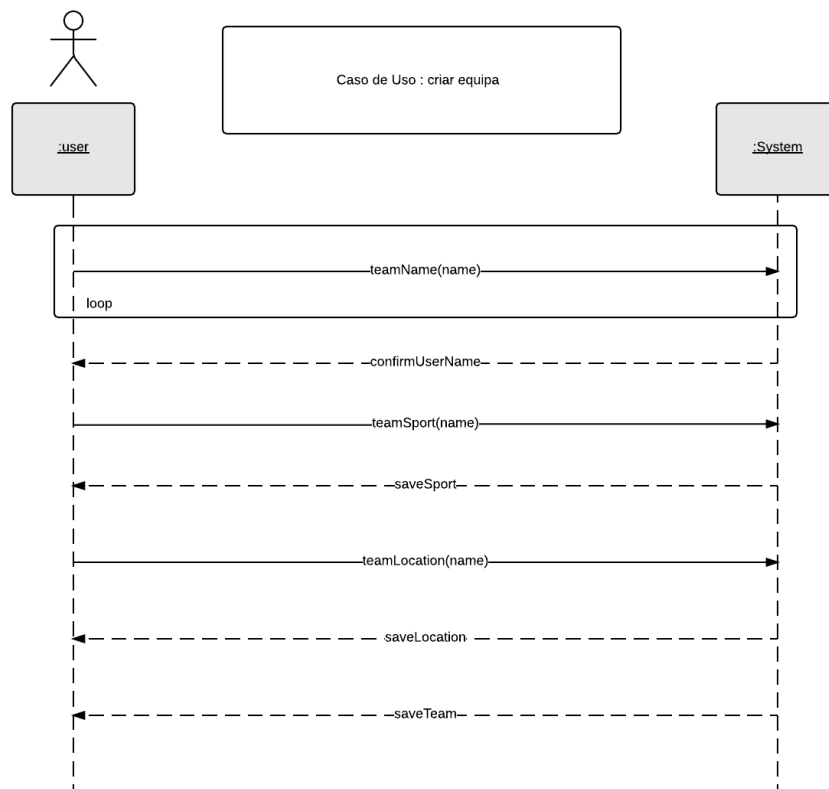 Caso de Uso : criar equipa
:user
:System
teamName(name)
loop
confirmUserName
teamSport(name)
saveSport
teamLocation(name)
saveLocation
saveTeam